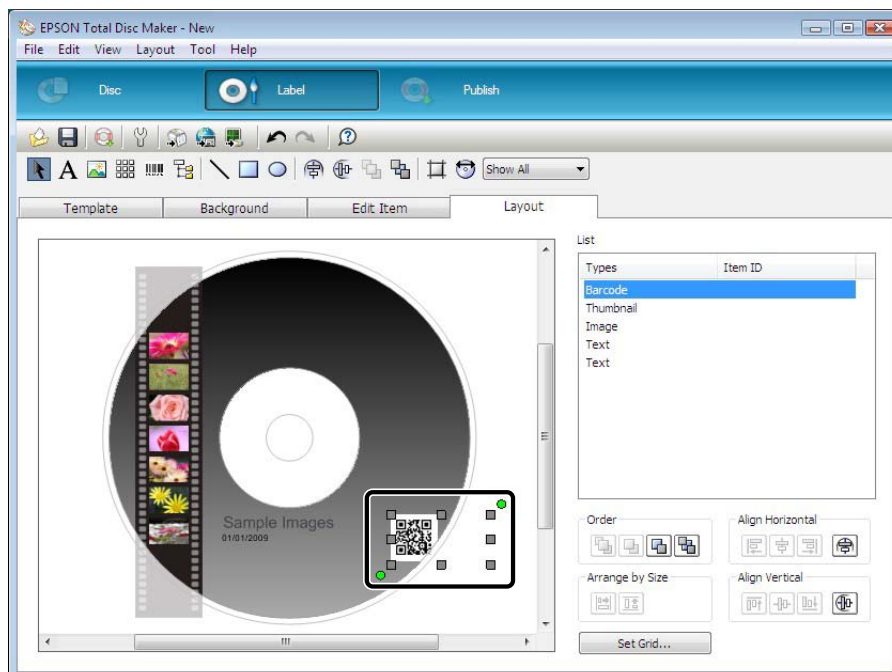 EPSON Total Disc Maker - New
File Edit View Layout Tool Help
Disc Label Publish
A Show All
Template Background Edit Item Layout
List
Types Item ID
Barcode
Thumbnail
Image
Text
Text
Sample Images
01/01/2009
Order Align Horizontal
Arrange by Size Align Vertical
Set Grid...